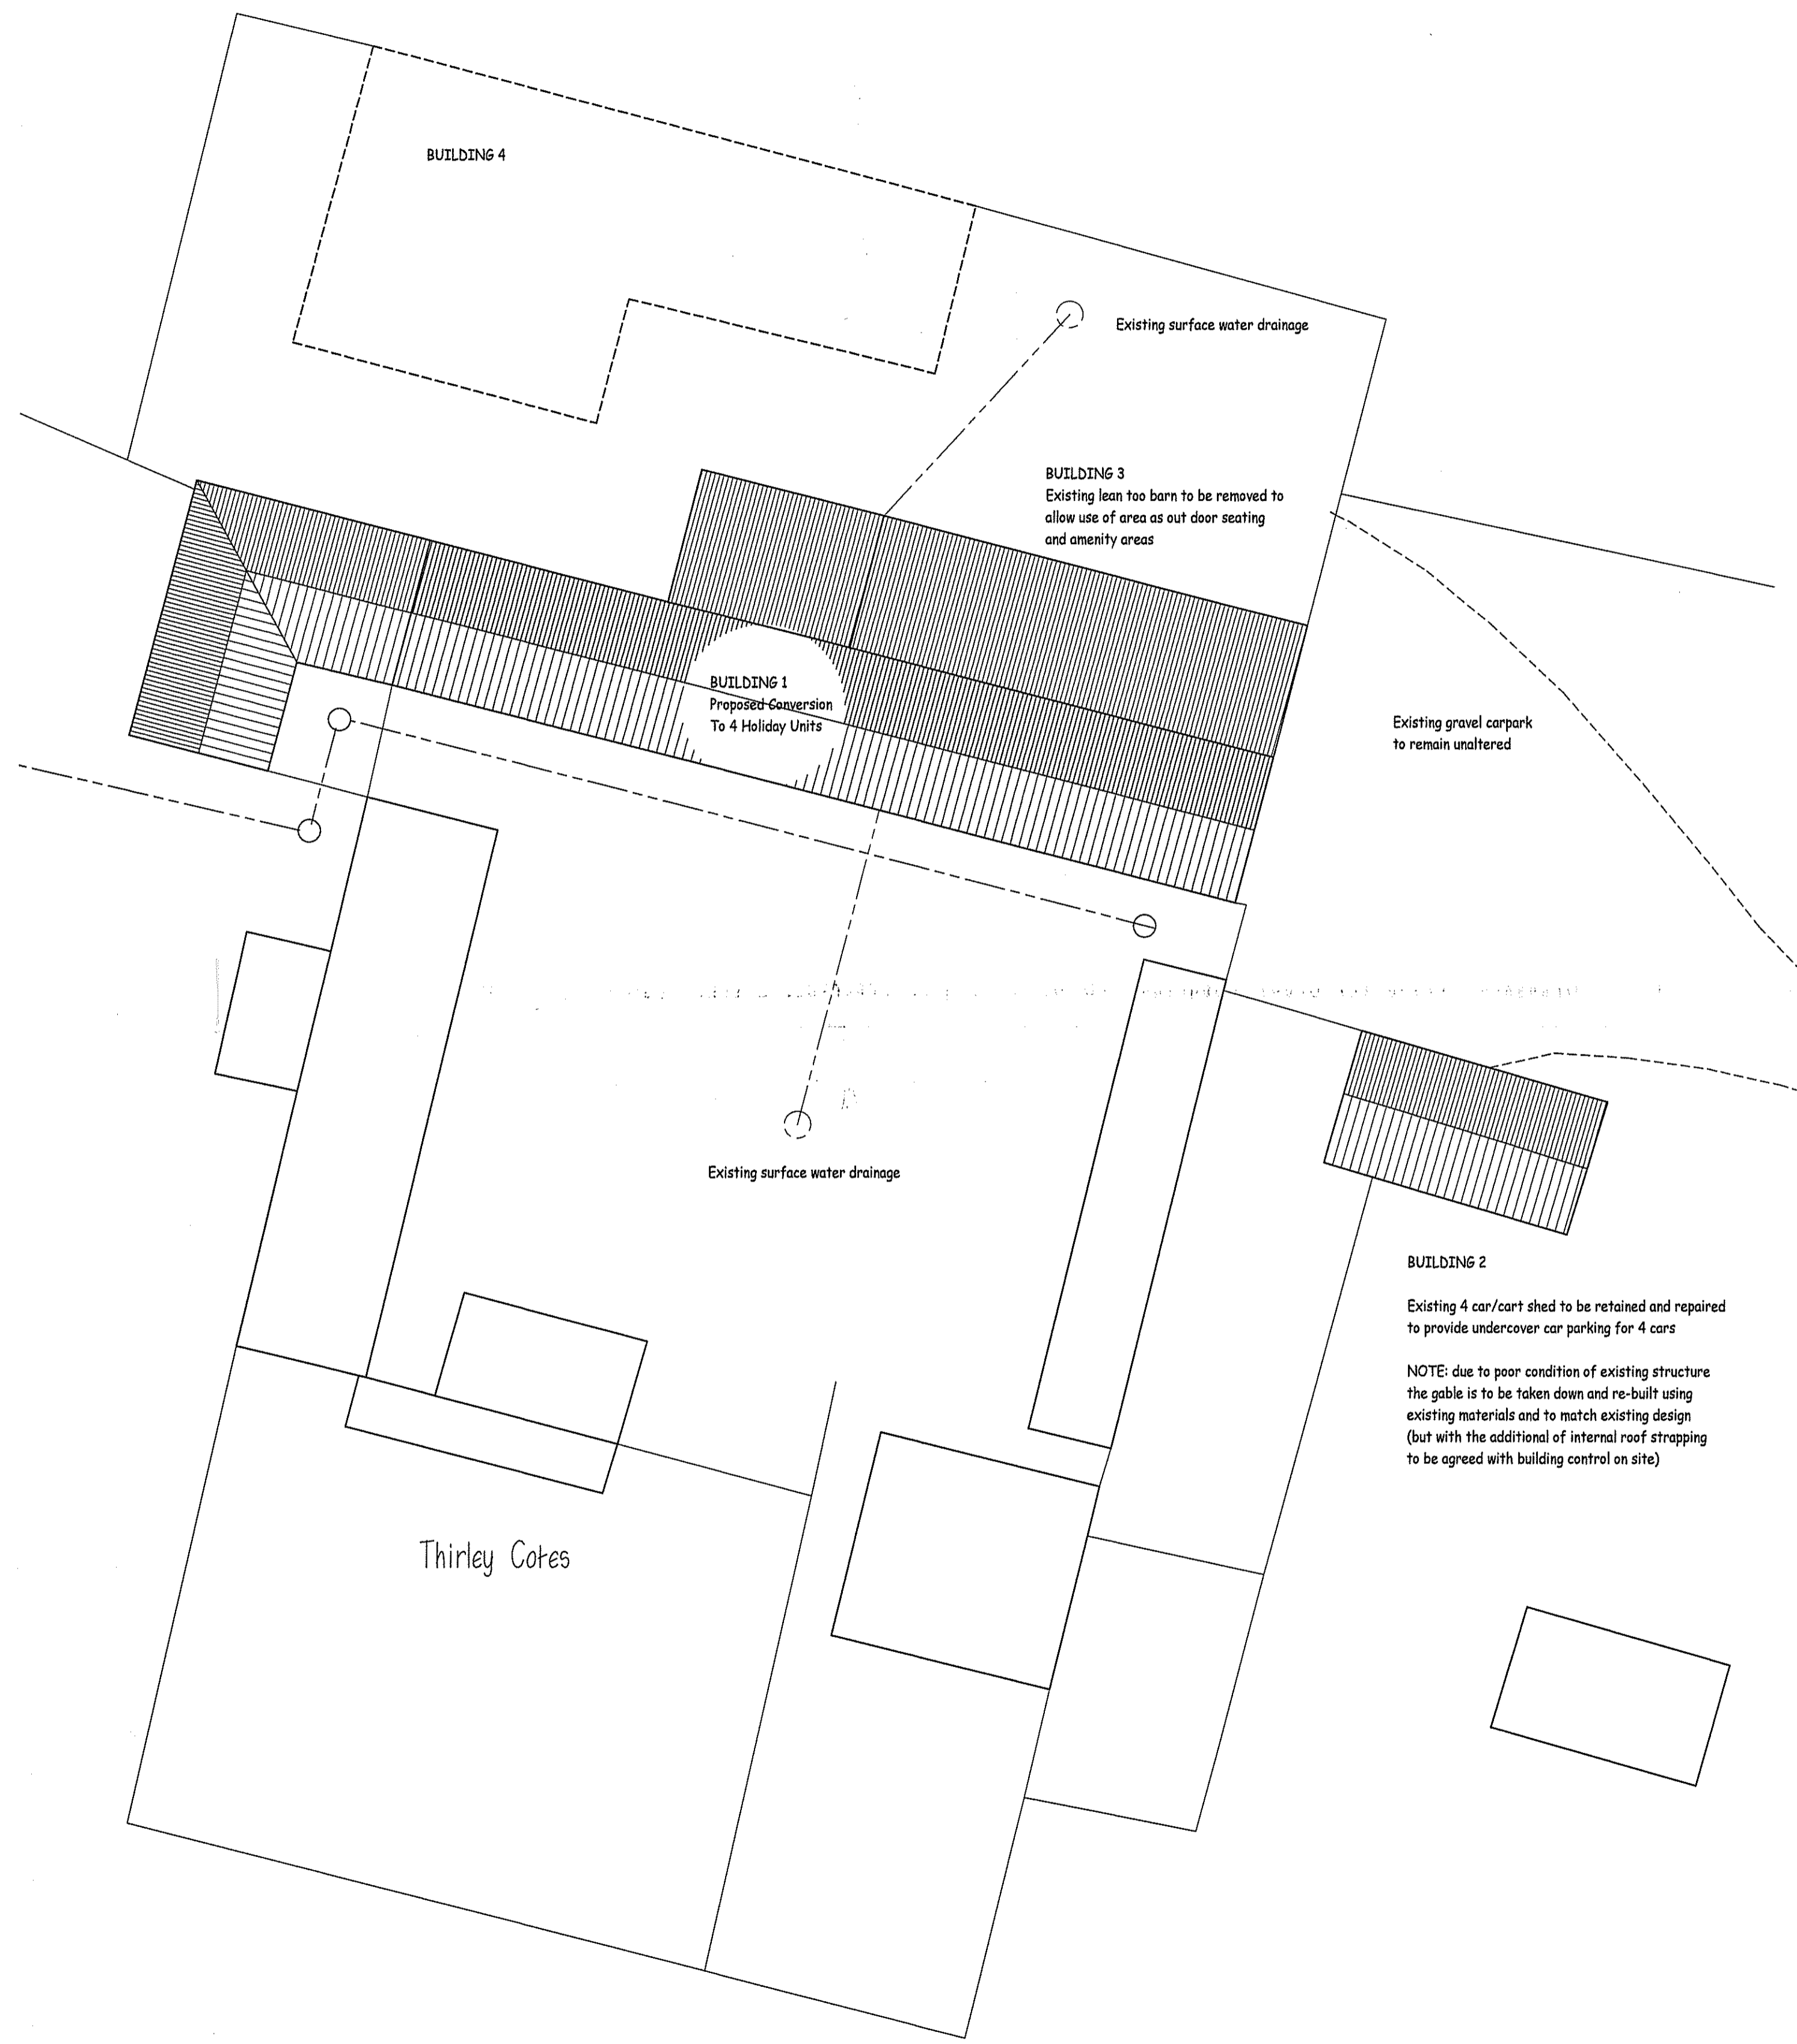 BUILDING 4
Existing surface water drainage
BUILDING 3
Existing lean too barn to be removed to
allow use of area as out door seating
and amenity areas
BUILDING 1
Proposed Conversion
To 4 Holiday Units
Existing gravel carpark
to remain unaltered
Existing surface water drainage
BUILDING 2
Existing 4 car/cart shed to be retained and repaired
to provide undercover car parking for 4 cars
NOTE: due to poor condition of existing structure
the gable is to be taken down and re-built using
existing materials and to match existing design
(but with the additional of internal roof strapping
to be agreed with building control on site)
Thirley Cotes